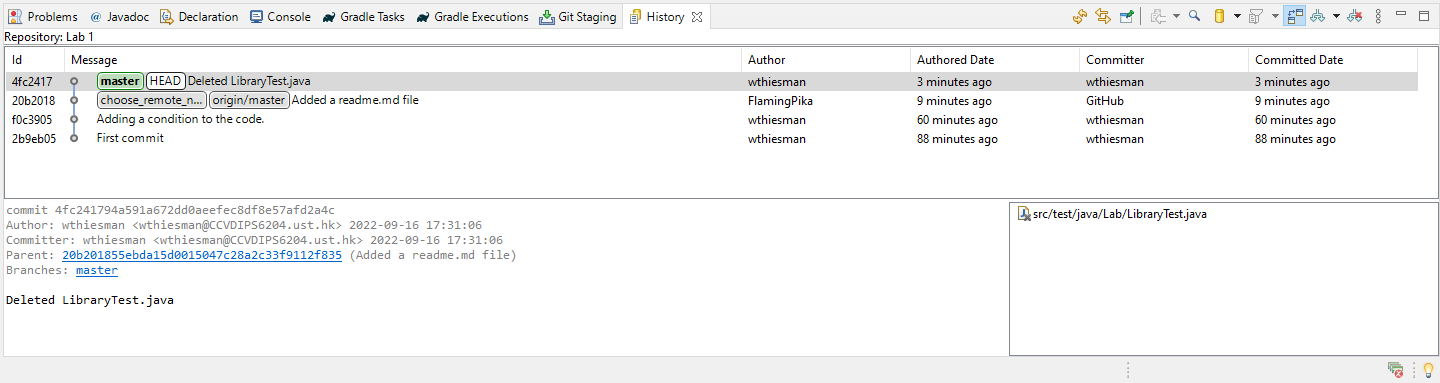 Problems @ Javadoc Declaration Console Gradle Tasks Gradle Executions Git Staging History
Repository: Lab 1
Id Message Author Authored Date Committer Committed Date
4fc2417 master HEAD Deleted LibraryTest.java wthiesman 3 minutes ago wthiesman 3 minutes ago
20b2018 choose_remote_n... origin/master Added a readme.md file FlamingPika 9 minutes ago GitHub 9 minutes ago
f0c3905 Adding a condition to the code. wthiesman 60 minutes ago wthiesman 60 minutes ago
2b9eb05 First commit wthiesman 88 minutes ago wthiesman 88 minutes ago
commit 4fc241794a591a672dd0aeefec8df8e57afd2a4c
Author: wthiesman <wthiesman@CCVDIPS6204.ust.hk> 2022-09-16 17:31:06
Committer: wthiesman <wthiesman@CCVDIPS6204.ust.hk> 2022-09-16 17:31:06
Parent: 20b201855ebda15d0015047c28a2c33f9112f835 (Added a readme.md file)
Branches: master
Deleted LibraryTest.java
src/test/java/Lab/LibraryTest.java